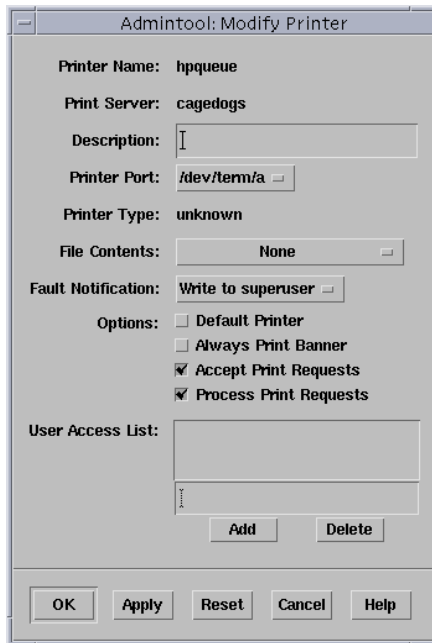 Admintool: Modify Printer
Printer Name: hpqueue
Print Server: cagedogs
Description:
Printer Port: /dev/term/a
Printer Type: unknown
File Contents: None
Fault Notification: Write to superuser
Options: Default Printer
Always Print Banner
Accept Print Requests
Process Print Requests
User Access List:
Add Delete
OK Apply Reset Cancel Help